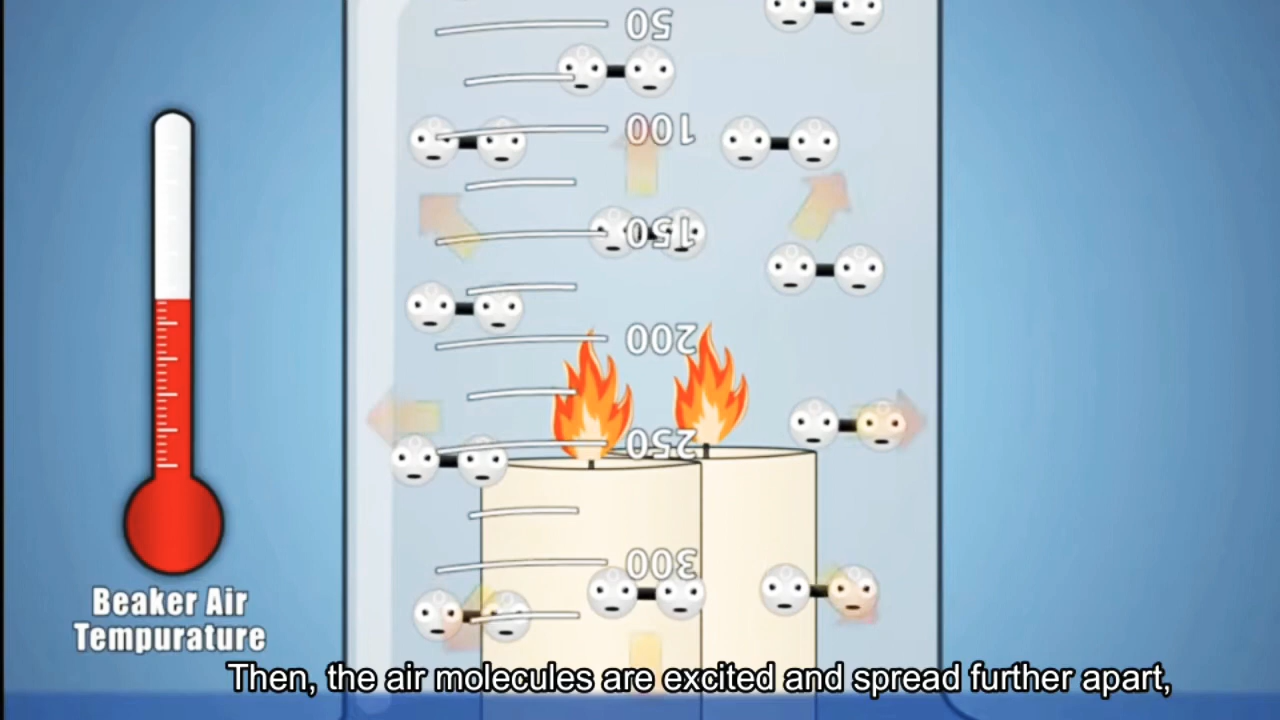 50
100
150
200
250
300
Beaker Air
Tempurature
Then, the air molecules are excited and spread further apart,